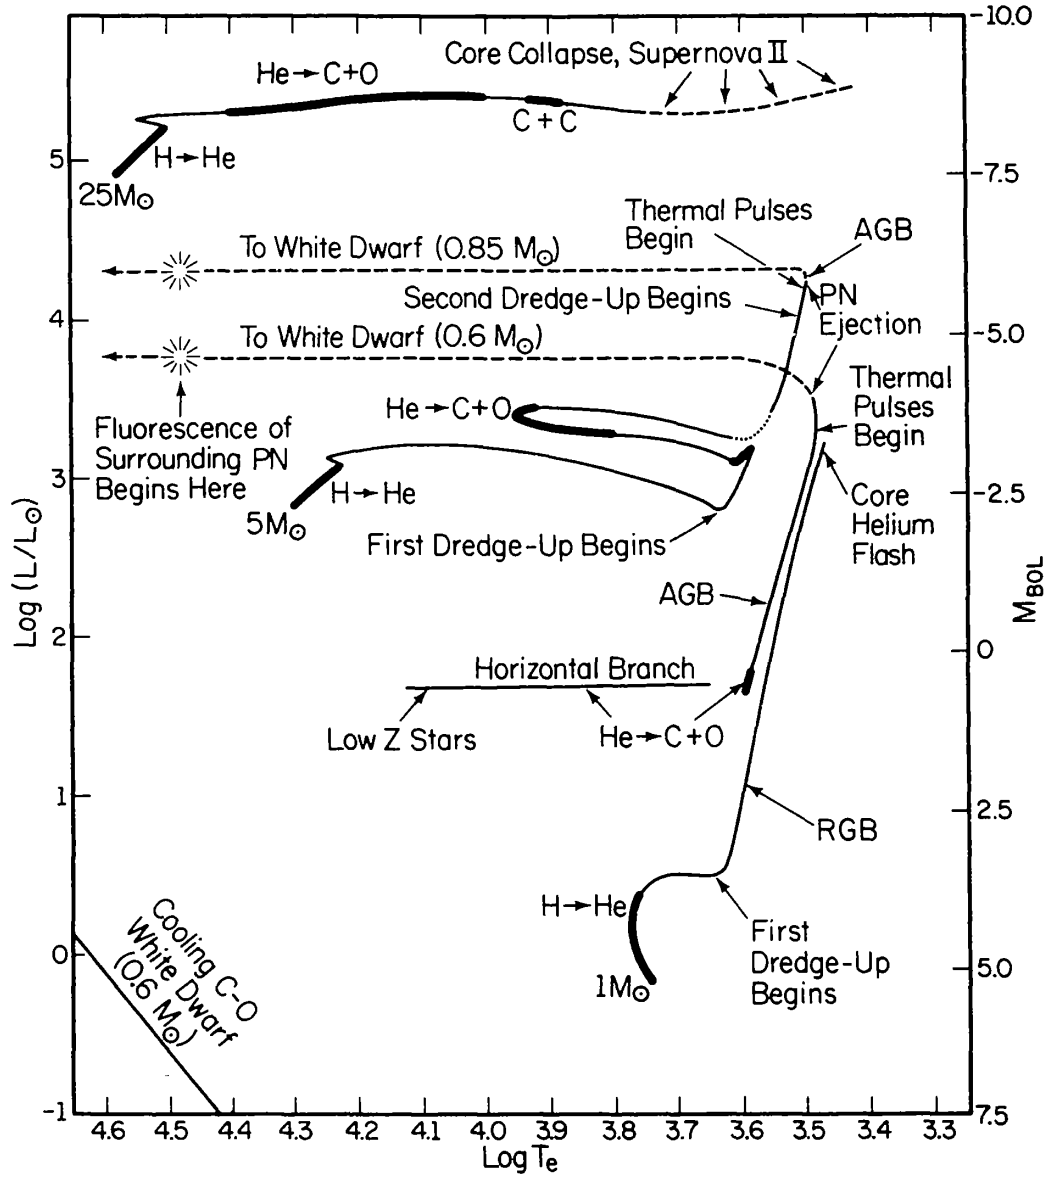 -10.0
Core Collapse, Supernova II
He→C+O
C + C
5
H→He
-7.5
25M⊙
Thermal Pulses
Begin
AGB
To White Dwarf (0.85 M⊙)
Second Dredge-Up Begins
PN
Ejection
4
-5.0
To White Dwarf (0.6 M⊙)
Thermal
Pulses
Begin
He→C+O
Fluorescence of
Surrounding PN
Begins Here
3
H→He
-2.5
5M⊙
Core
Helium
Flash
First Dredge-Up Begins
Log (L/L⊙)
MBOL
AGB
2
0
Horizontal Branch
Low Z Stars
He→C+O
1
2.5
RGB
H→He
First
Dredge-Up
Begins
Cooling C-O
White Dwarf
(0.6 M⊙)
0
5.0
1M⊙
-1
7.5
4.6 4.5 4.4 4.3 4.2 4.1 4.0 3.9 3.8 3.7 3.6 3.5 3.4 3.3
Log Te